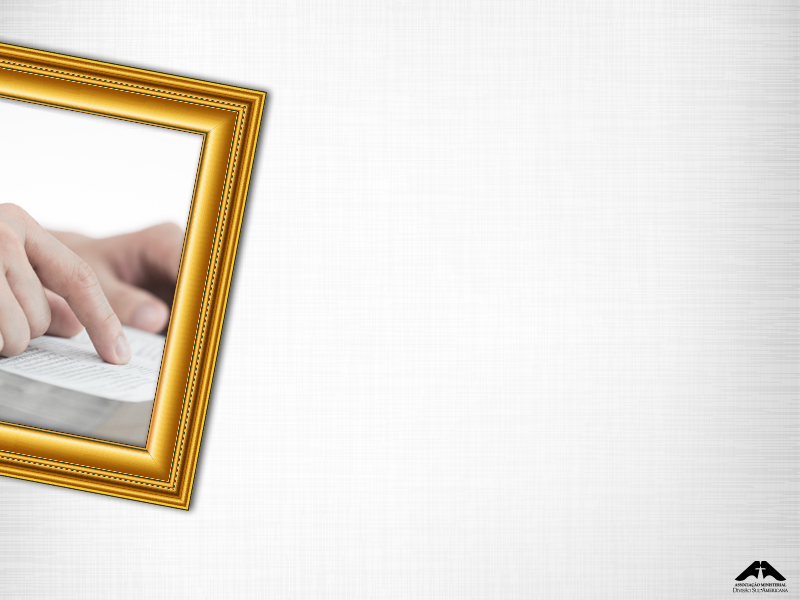 ASSOCIAÇÃO MINISTERIAL
DIVISÃO SUL-AMERICANA